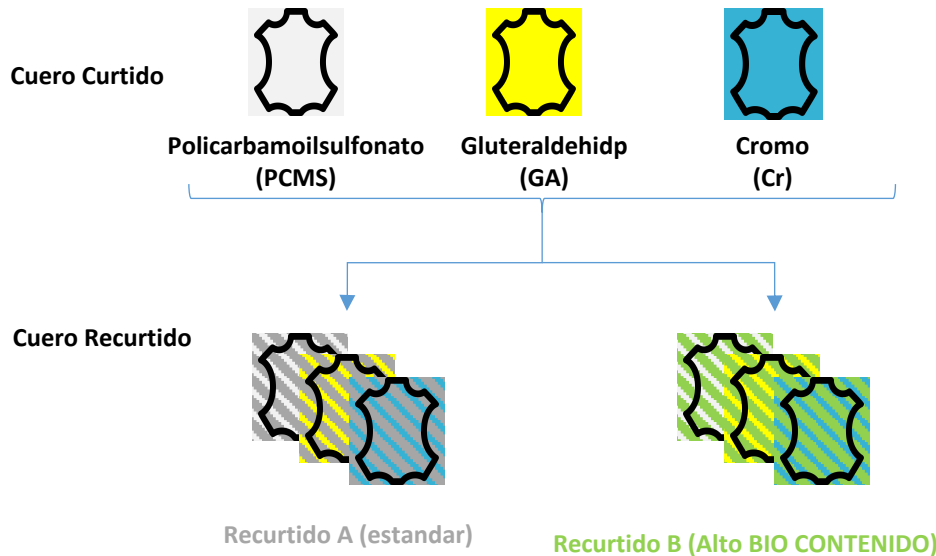 Cuero Curtido
Policarbamoilsulfonato
(PCMS)
Gluteraldehidp
(GA)
Cromo
(Cr)
Cuero Recurtido
Recurtido A (estandar)
Recurtido B (Alto BIO CONTENIDO)